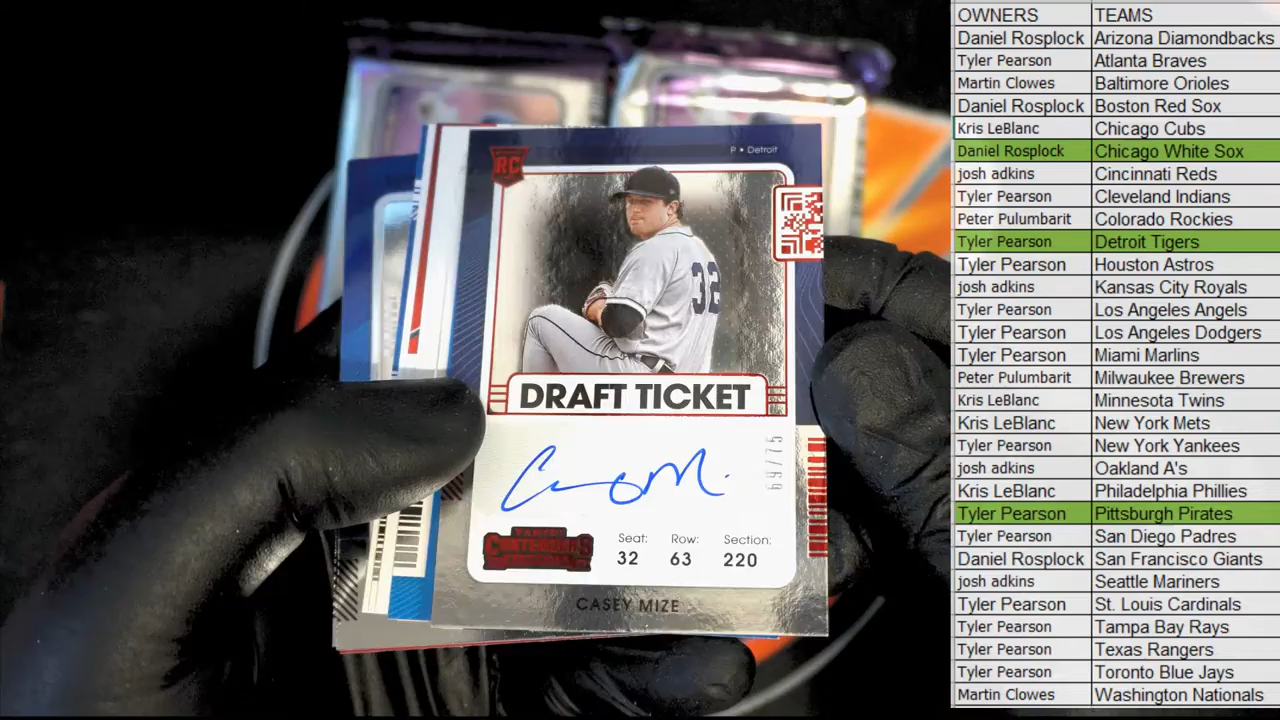 OWNERS TEAMS
Daniel Rosplock Arizona Diamondbacks
Tyler Pearson Atlanta Braves
Martin Clowes Baltimore Orioles
Daniel Rosplock Boston Red Sox
Kris LeBlanc Chicago Cubs
Daniel Rosplock Chicago White Sox
josh adkins Cincinnati Reds
Tyler Pearson Cleveland Indians
Peter Pulumbarit Colorado Rockies
Tyler Pearson Detroit Tigers
Tyler Pearson Houston Astros
josh adkins Kansas City Royals
Tyler Pearson Los Angeles Angels
Tyler Pearson Los Angeles Dodgers
Tyler Pearson Miami Marlins
Peter Pulumbarit Milwaukee Brewers
Kris LeBlanc Minnesota Twins
Kris LeBlanc New York Mets
Tyler Pearson New York Yankees
josh adkins Oakland A's
Kris LeBlanc Philadelphia Phillies
Tyler Pearson Pittsburgh Pirates
Tyler Pearson San Diego Padres
Daniel Rosplock San Francisco Giants
josh adkins Seattle Mariners
Tyler Pearson St. Louis Cardinals
Tyler Pearson Tampa Bay Rays
Tyler Pearson Texas Rangers
Tyler Pearson Toronto Blue Jays
Martin Clowes Washington Nationals
P • Detroit
RC
32
DRAFT TICKET
69/75
PANINI
CONTENDERS
Seat: Row: Section:
32 63 220
CASEY MIZE